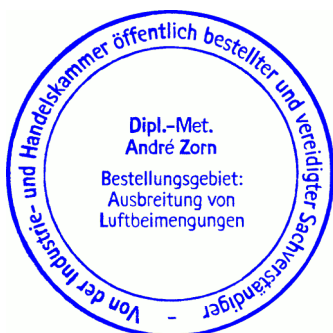 Von der Industrie- und Handelskammer öffentlich bestellter und vereidigter Sachverständiger -
Dipl.-Met.
André Zorn
Bestellungsgebiet:
Ausbreitung von
Luftbeimengungen